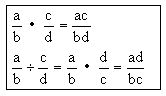 a/b • c/d = ac/bd
a/b ÷ c/d = a/b • d/c = ad/bc